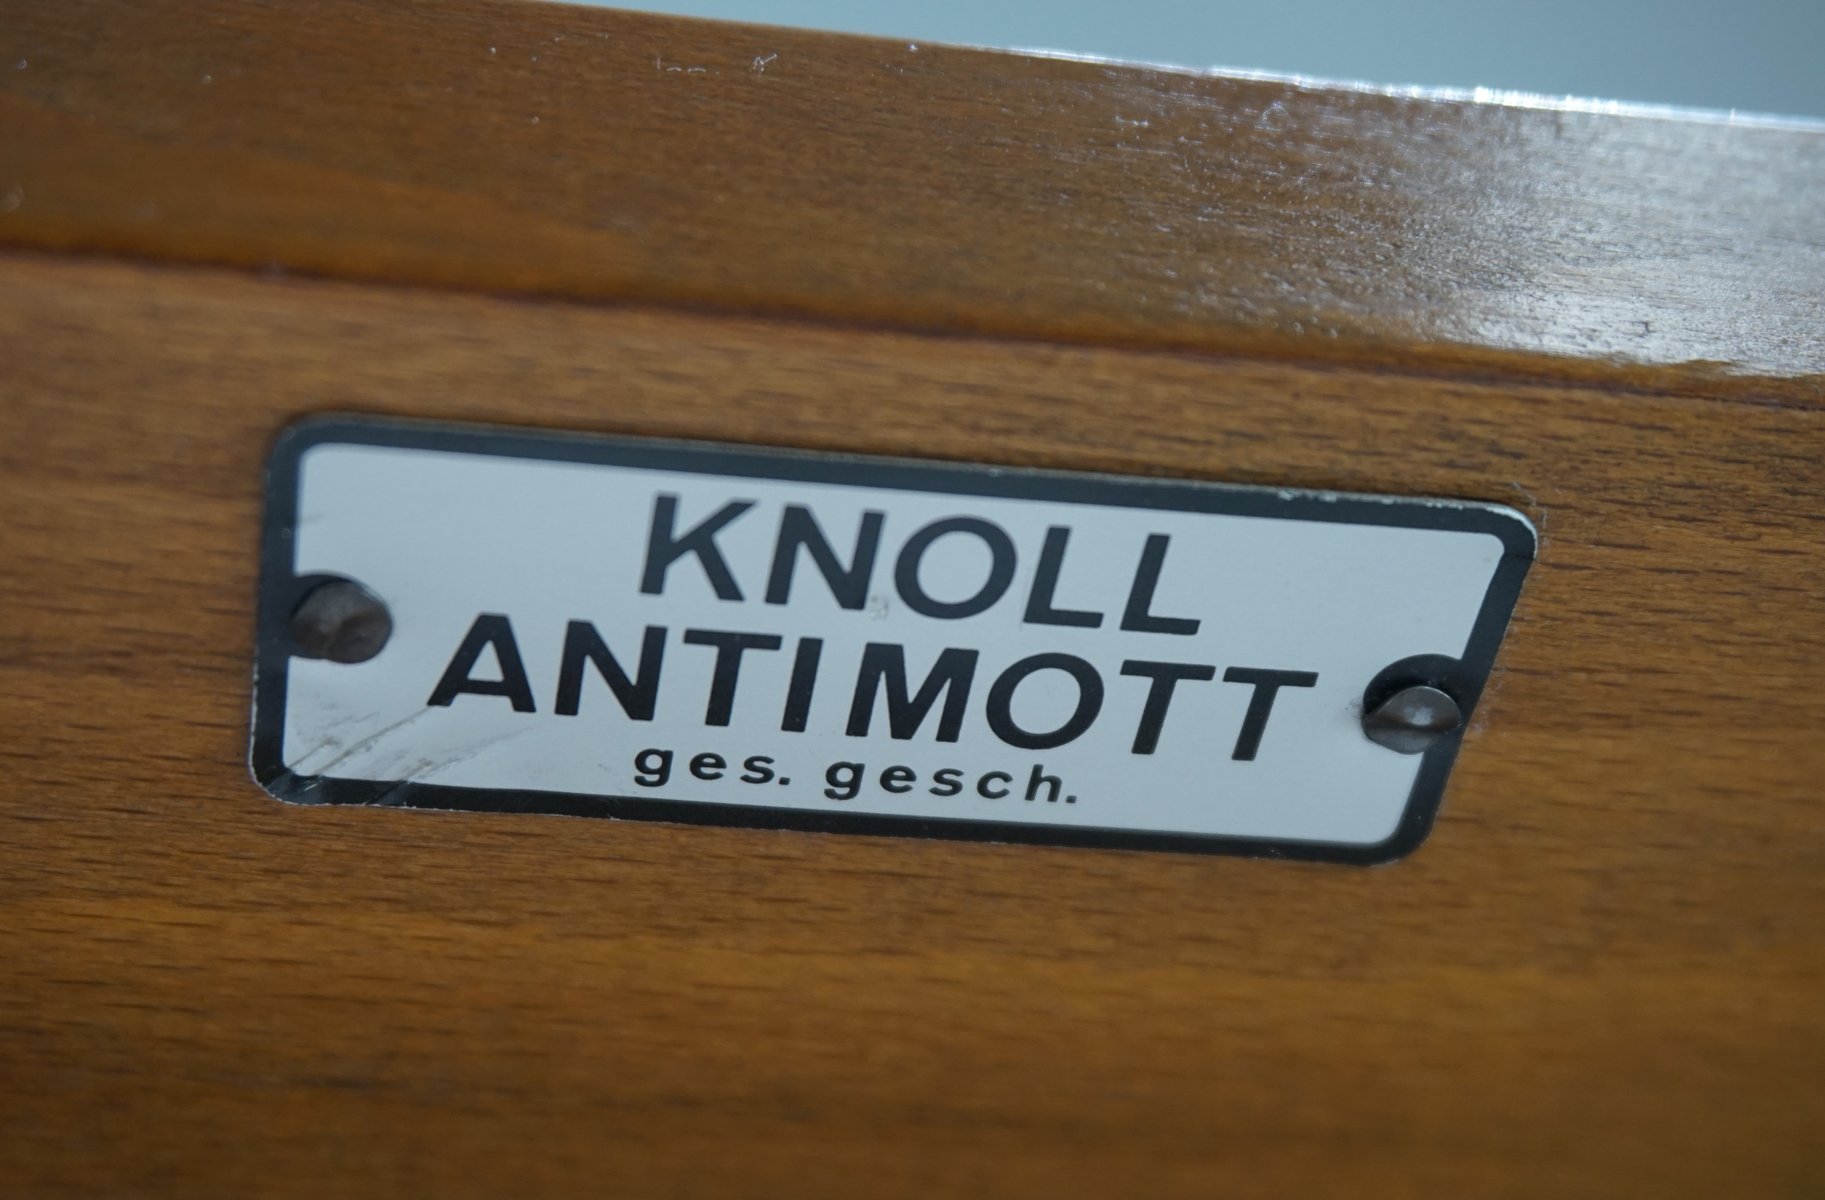 KNOLL
ANTIMOTT
ges. gesch.